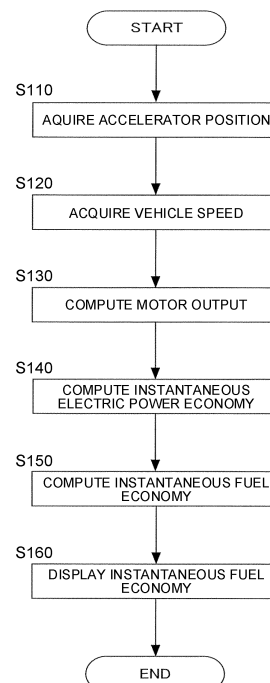 START
S110
AQUIRE ACCELERATOR POSITION
S120
ACQUIRE VEHICLE SPEED
S130
COMPUTE MOTOR OUTPUT
S140
COMPUTE INSTANTANEOUS
ELECTRIC POWER ECONOMY
S150
COMPUTE INSTANTANEOUS FUEL
ECONOMY
S160
DISPLAY INSTANTANEOUS FUEL
ECONOMY
END